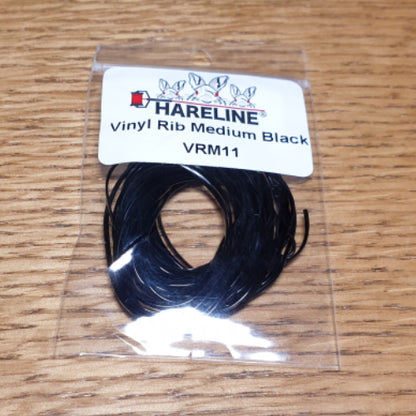 HARELINE®
Vinyl Rib Medium Black
VRM11